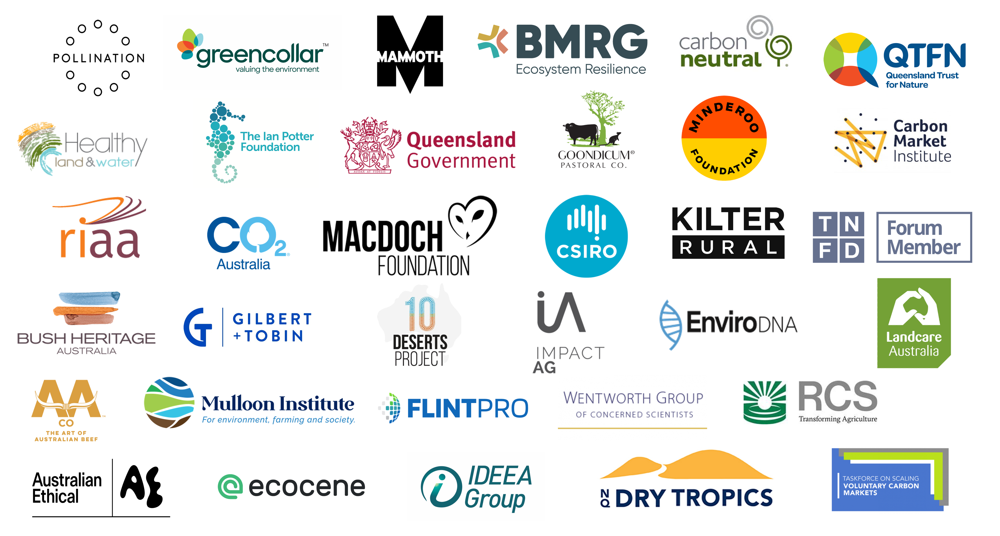 POLLINATION
greencollar™
valuing the environment
MAMMOTH
BMRG
Ecosystem Resilience
carbon
neutral®
QTFN
Queensland Trust
for Nature
Healthy
land & water
The Ian Potter
Foundation
AUDAX AT FIDELIS
Queensland
Government
GOONDICUM®
PASTORAL CO.
MINDEROO
FOUNDATION
Carbon
Market
Institute
riaa
CO2®
Australia
MACDOCH
FOUNDATION
CSIRO
KILTER
RURAL
TN
FD
Forum
Member
BUSH HERITAGE
AUSTRALIA
GT
GILBERT
+TOBIN
10
DESERTS
PROJECT
iA
IMPACT
AG
EnviroDNA
Landcare
Australia
AA™
CO
THE ART OF
AUSTRALIAN BEEF
Mulloon Institute
For environment, farming and society.
FLINTPRO
WENTWORTH GROUP
OF CONCERNED SCIENTISTS
RCS
Transforming Agriculture
Australian
Ethical
AE
ecocene
i
IDEEA
Group
NQ DRY TROPICS
TASKFORCE ON SCALING
VOLUNTARY CARBON
MARKETS